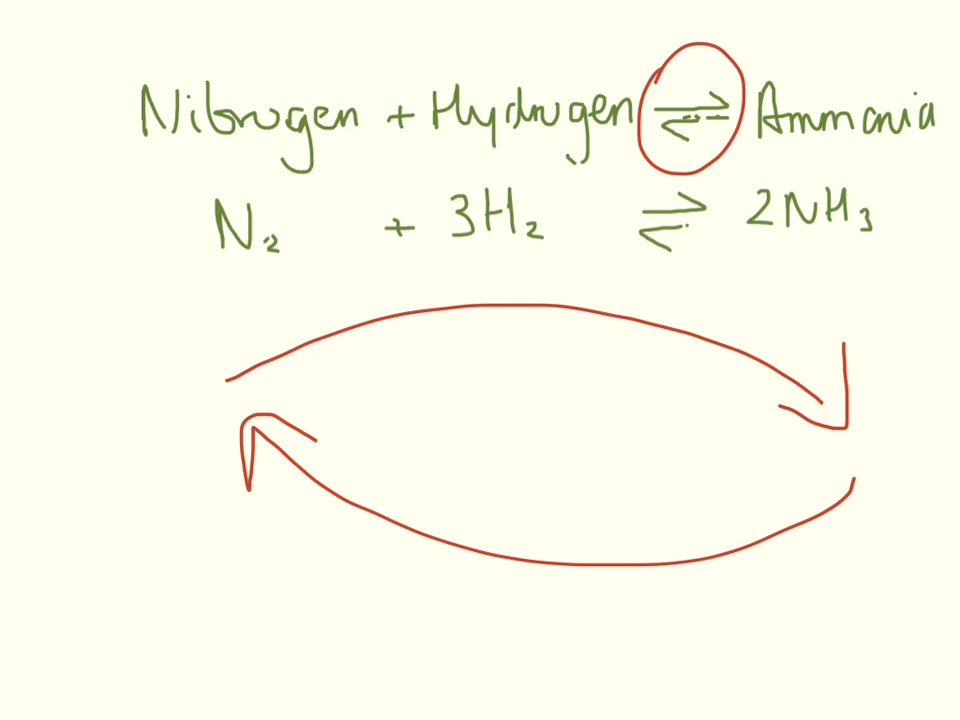 Nitrogen + Hydrogen ⇌ Ammonia
N₂ + 3H₂ ⇌ 2NH₃